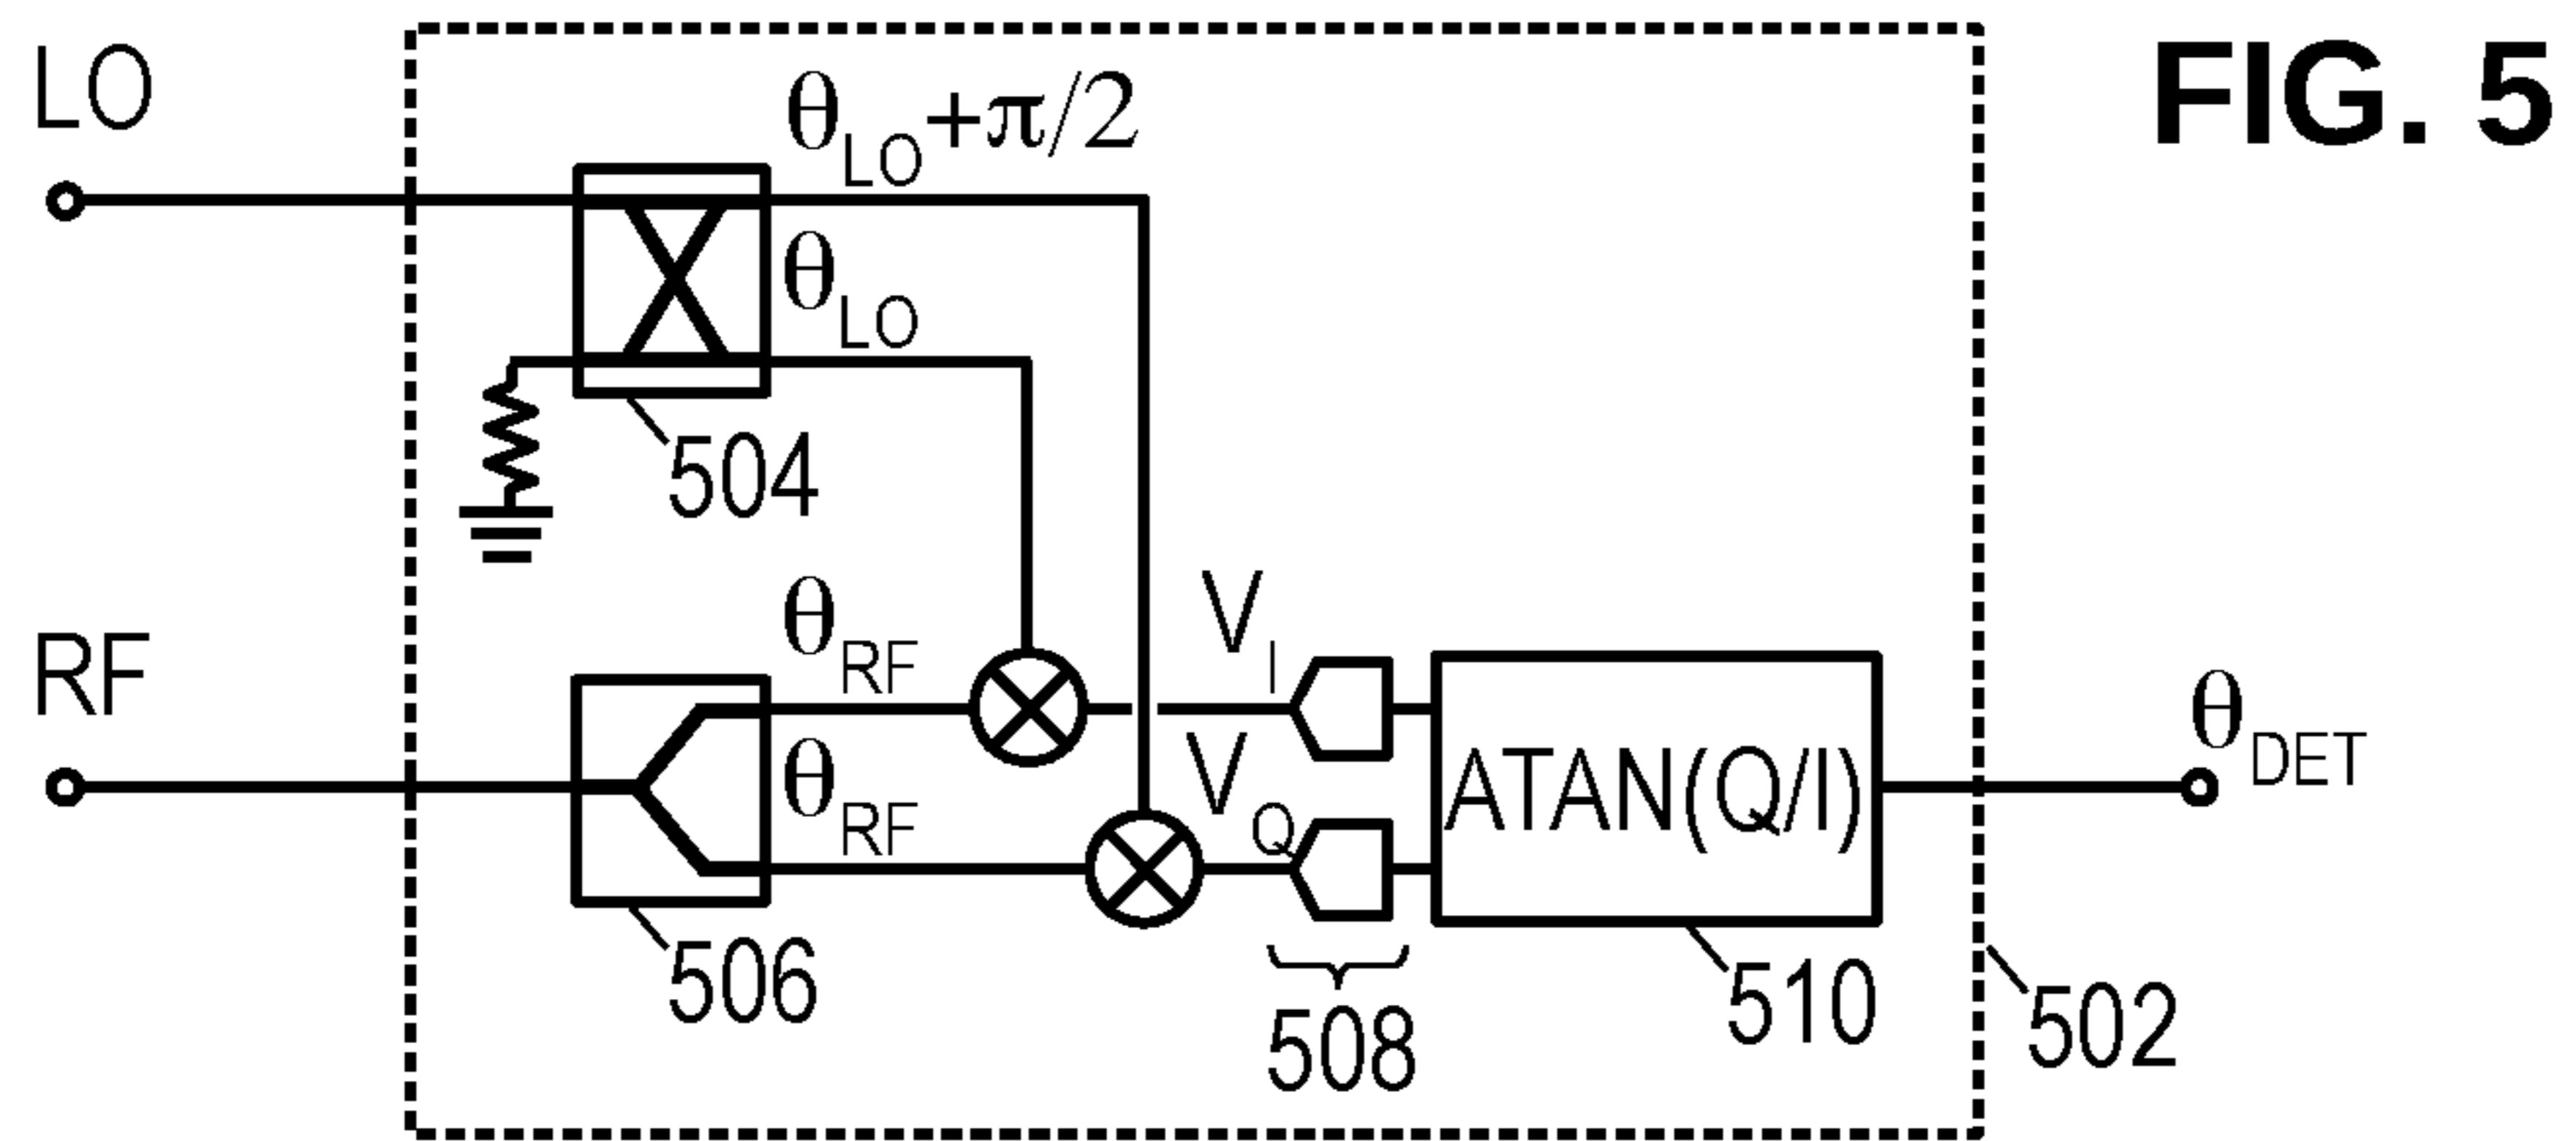 FIG. 5
LO
θLO+π/2
θLO
504
RF
θRF
θRF
506
VI
VQ
508
ATAN(Q/I)
510
502
θDET